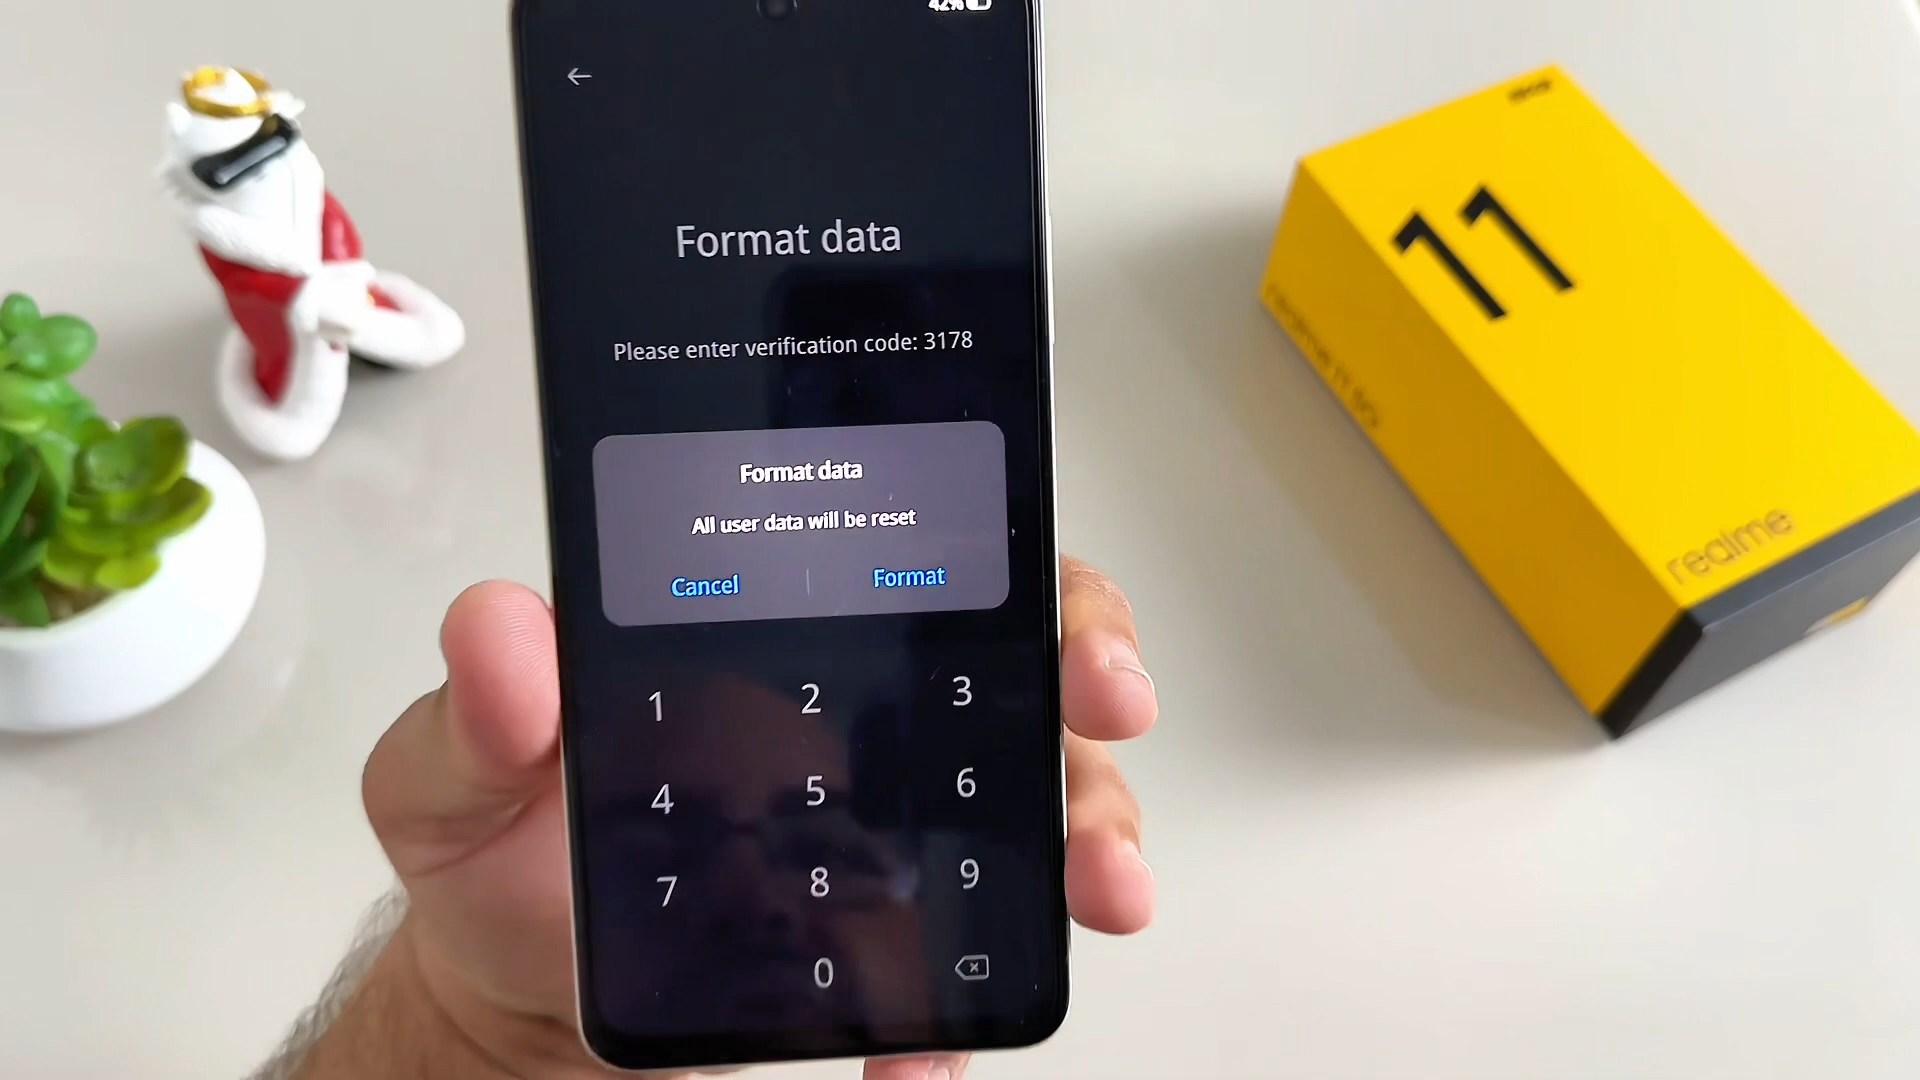 42%
Format data
Please enter verification code: 3178
Format data
All user data will be reset
Cancel
Format
1 2 3
4 5 6
7 8 9
0
11
realme